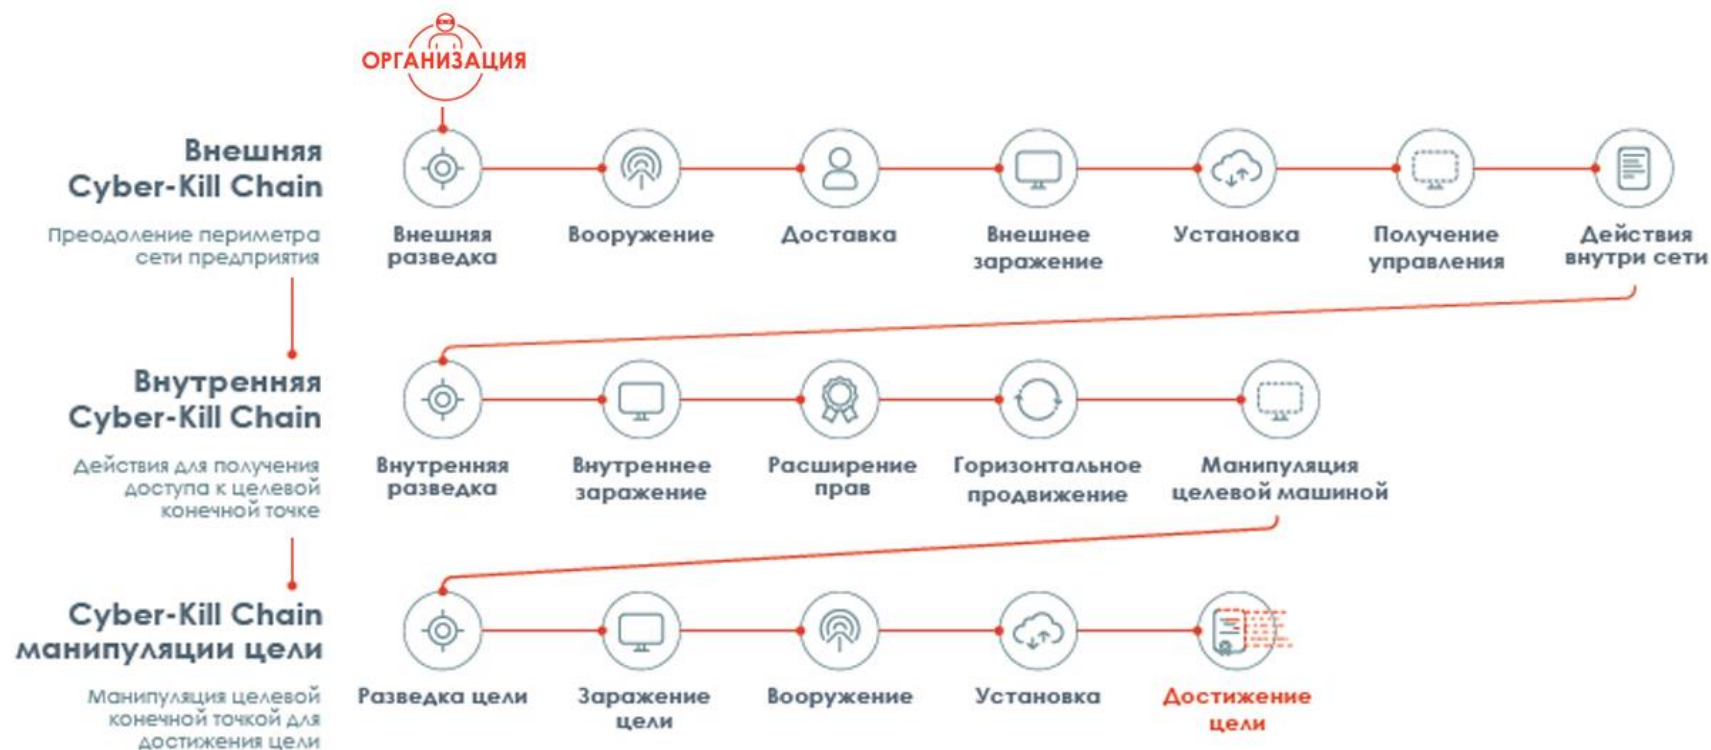 ОРГАНИЗАЦИЯ
Внешняя
Cyber-Kill Chain
Преодоление периметра
сети предприятия
Внешняя
разведка
Вооружение
Доставка
Внешнее
заражение
Установка
Получение
управления
Действия
внутри сети
Внутренняя
Cyber-Kill Chain
Действия для получения
доступа к целевой
конечной точке
Внутренняя
разведка
Внутреннее
заражение
Расширение
прав
Горизонтальное
продвижение
Манипуляция
целевой машиной
Cyber-Kill Chain
манипуляции цели
Манипуляция целевой
конечной точкой для
достижения цели
Разведка цели
Заражение
цели
Вооружение
Установка
Достижение
цели